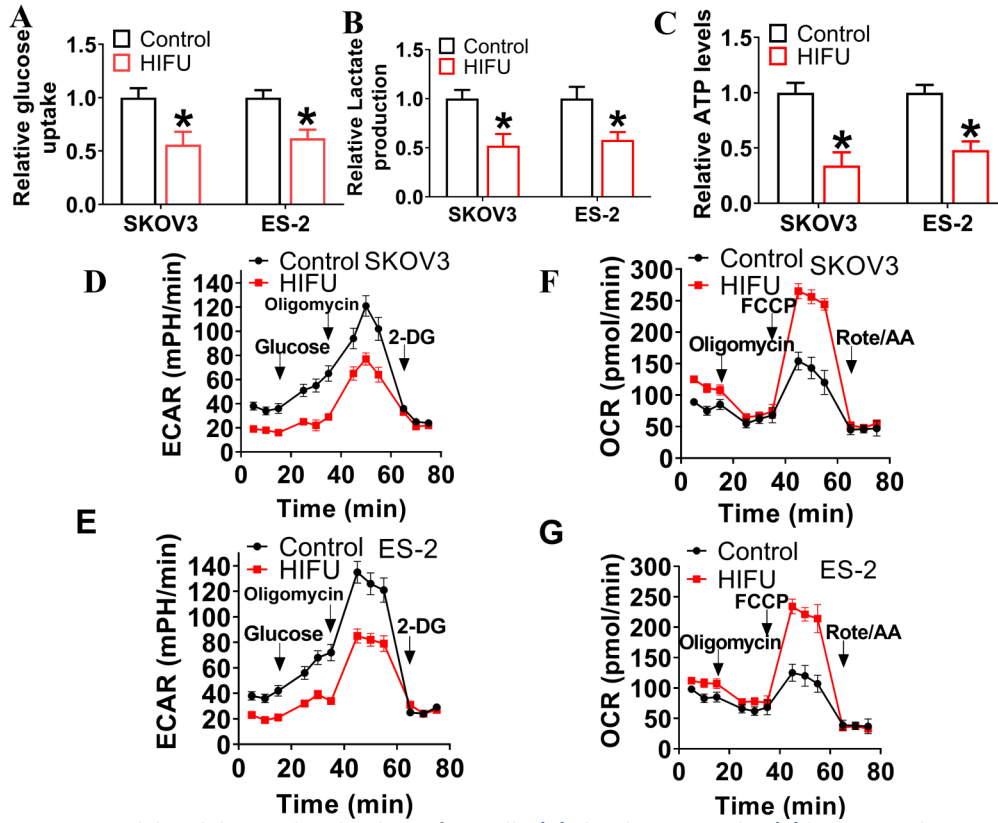 A
Relative glucose
uptake
Control
HIFU
1.5
1.0
0.5
0.0
*
*
SKOV3
ES-2
B
Relative Lactate
production
Control
HIFU
1.5
1.0
0.5
0.0
*
*
SKOV3
ES-2
C
Relative ATP levels
Control
HIFU
1.5
1.0
0.5
0.0
*
*
SKOV3
ES-2
D
ECAR (mPH/min)
Control SKOV3
HIFU
Oligomycin
Glucose
2-DG
140
120
100
80
60
40
20
0
0 20 40 60 80
Time (min)
F
OCR (pmol/min)
Control SKOV3
HIFU
FCCP
Oligomycin
Rote/AA
300
250
200
150
100
50
0
0 20 40 60 80
Time (min)
E
ECAR (mPH/min)
Control ES-2
HIFU
Oligomycin
Glucose
2-DG
140
120
100
80
60
40
20
0
0 20 40 60 80
Time (min)
G
OCR (pmol/min)
Control
HIFU
ES-2
FCCP
Oligomycin
Rote/AA
300
250
200
150
100
50
0
0 20 40 60 80
Time (min)